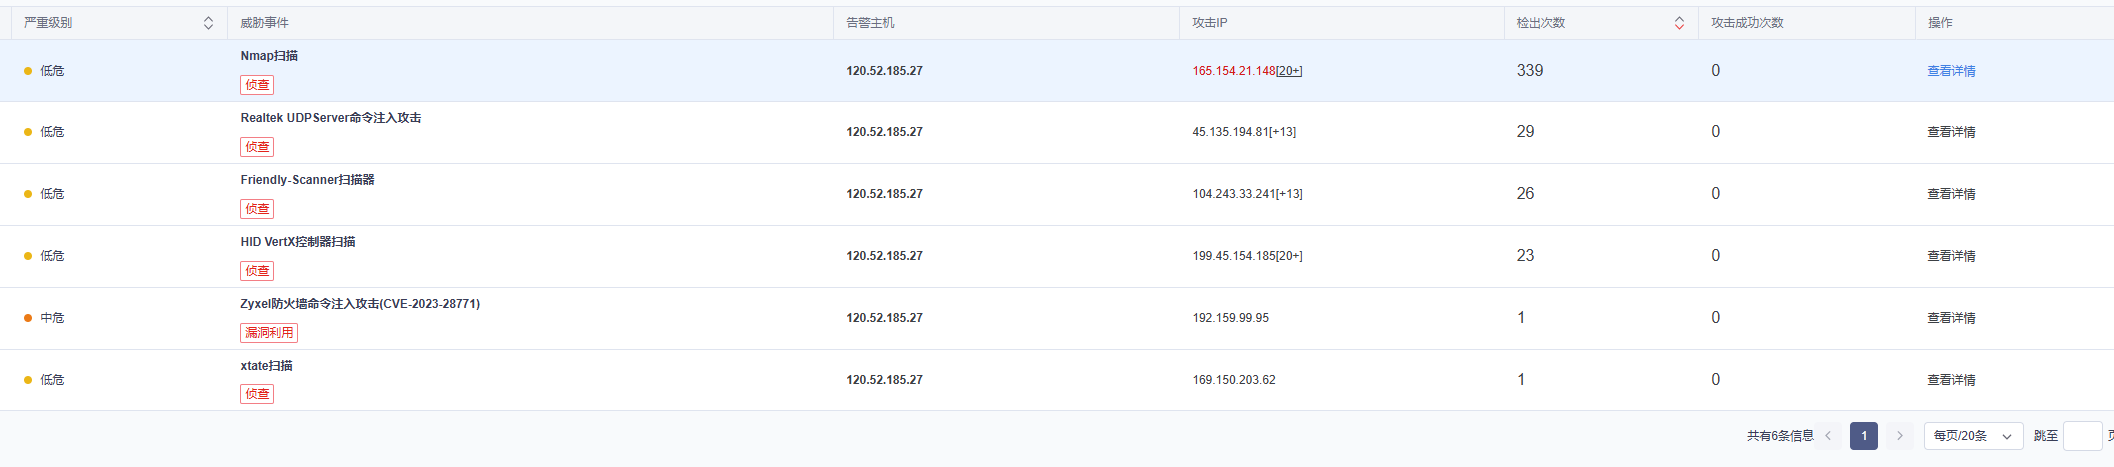 严重级别 威胁事件 告警主机 攻击IP 检出次数 攻击成功次数 操作
Nmap扫描
低危 120.52.185.27 165.154.21.148[20+] 339 0 查看详情
侦查
Realtek UDPServer命令注入攻击
低危 120.52.185.27 45.135.194.81[+13] 29 0 查看详情
侦查
Friendly-Scanner扫描器
低危 120.52.185.27 104.243.33.241[+13] 26 0 查看详情
侦查
HID VertX控制器扫描
低危 120.52.185.27 199.45.154.185[20+] 23 0 查看详情
侦查
Zyxel防火墙命令注入攻击(CVE-2023-28771)
中危 120.52.185.27 192.159.99.95 1 0 查看详情
漏洞利用
xtate扫描
低危 120.52.185.27 169.150.203.62 1 0 查看详情
侦查
共有6条信息 1 每页/20条 跳至